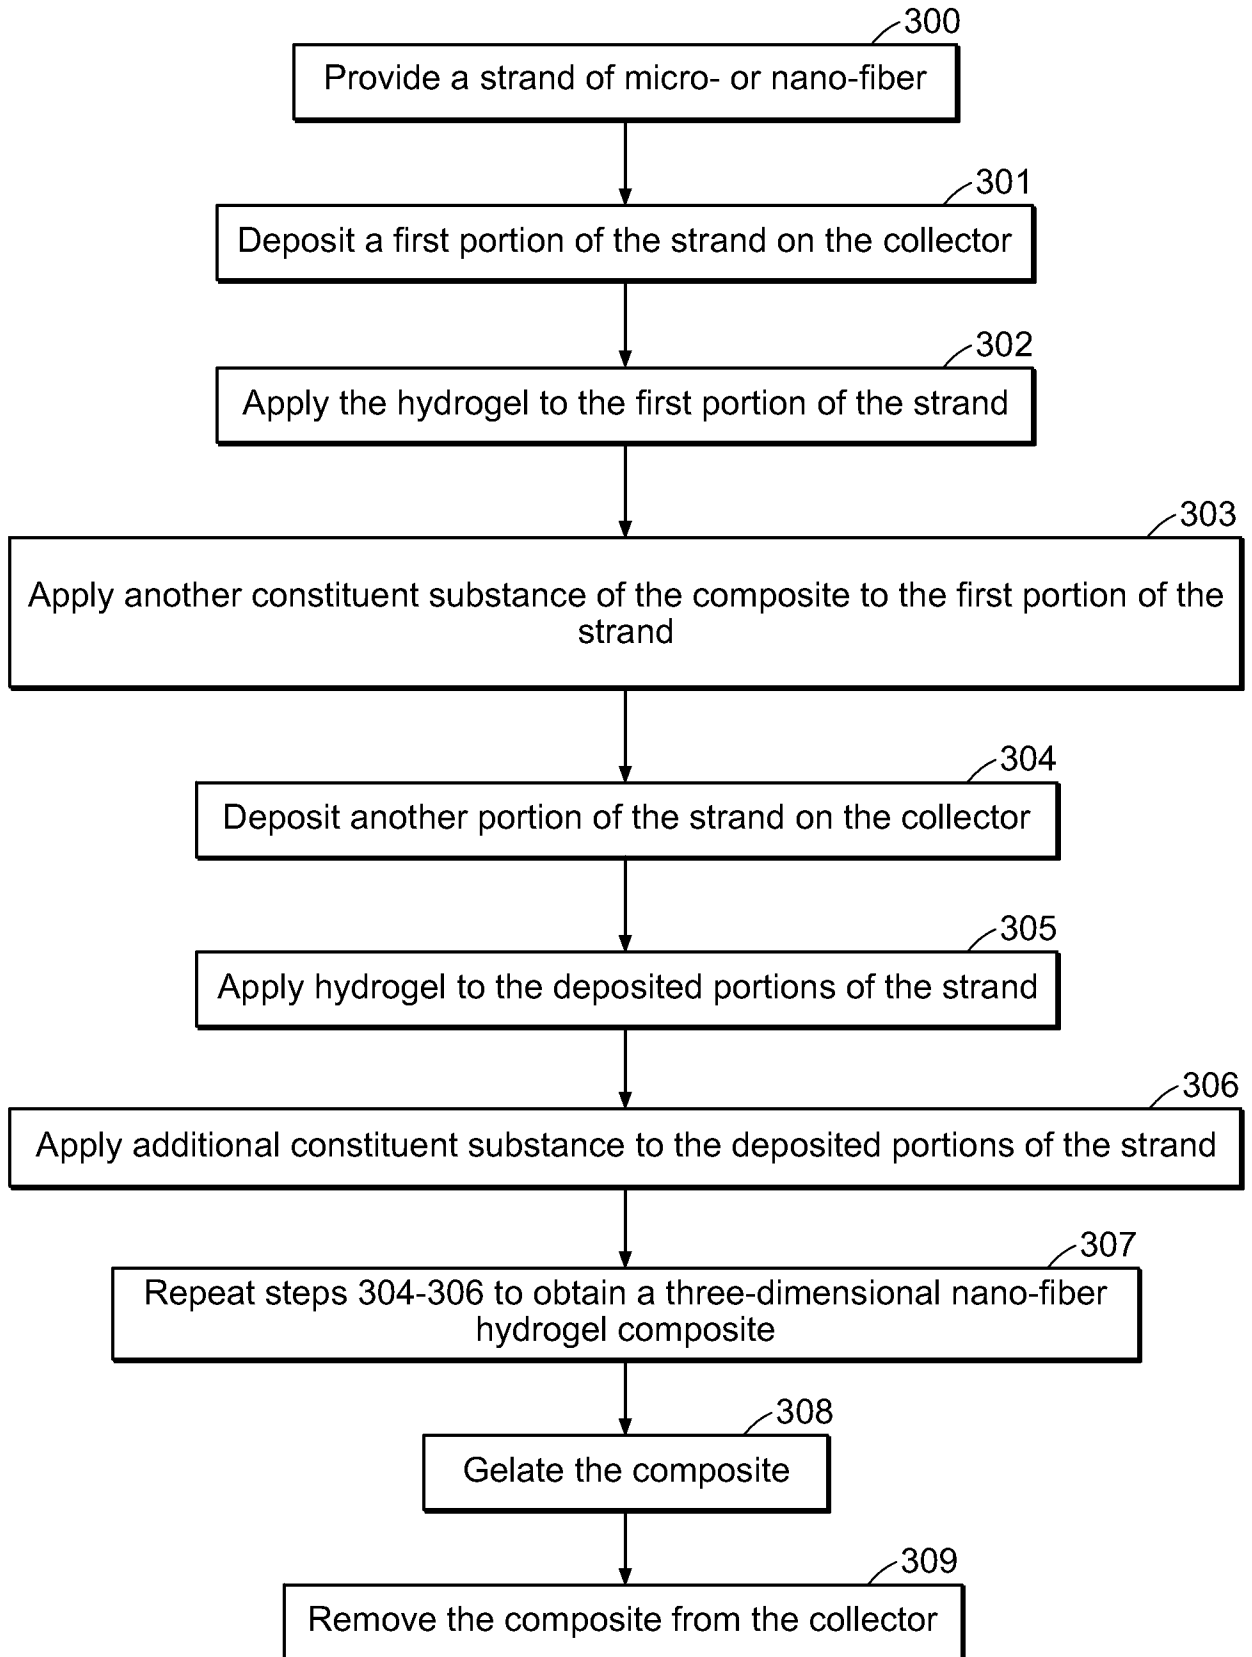 300
Provide a strand of micro- or nano-fiber
301
Deposit a first portion of the strand on the collector
302
Apply the hydrogel to the first portion of the strand
303
Apply another constituent substance of the composite to the first portion of the
strand
304
Deposit another portion of the strand on the collector
305
Apply hydrogel to the deposited portions of the strand
306
Apply additional constituent substance to the deposited portions of the strand
307
Repeat steps 304-306 to obtain a three-dimensional nano-fiber
hydrogel composite
308
Gelate the composite
309
Remove the composite from the collector